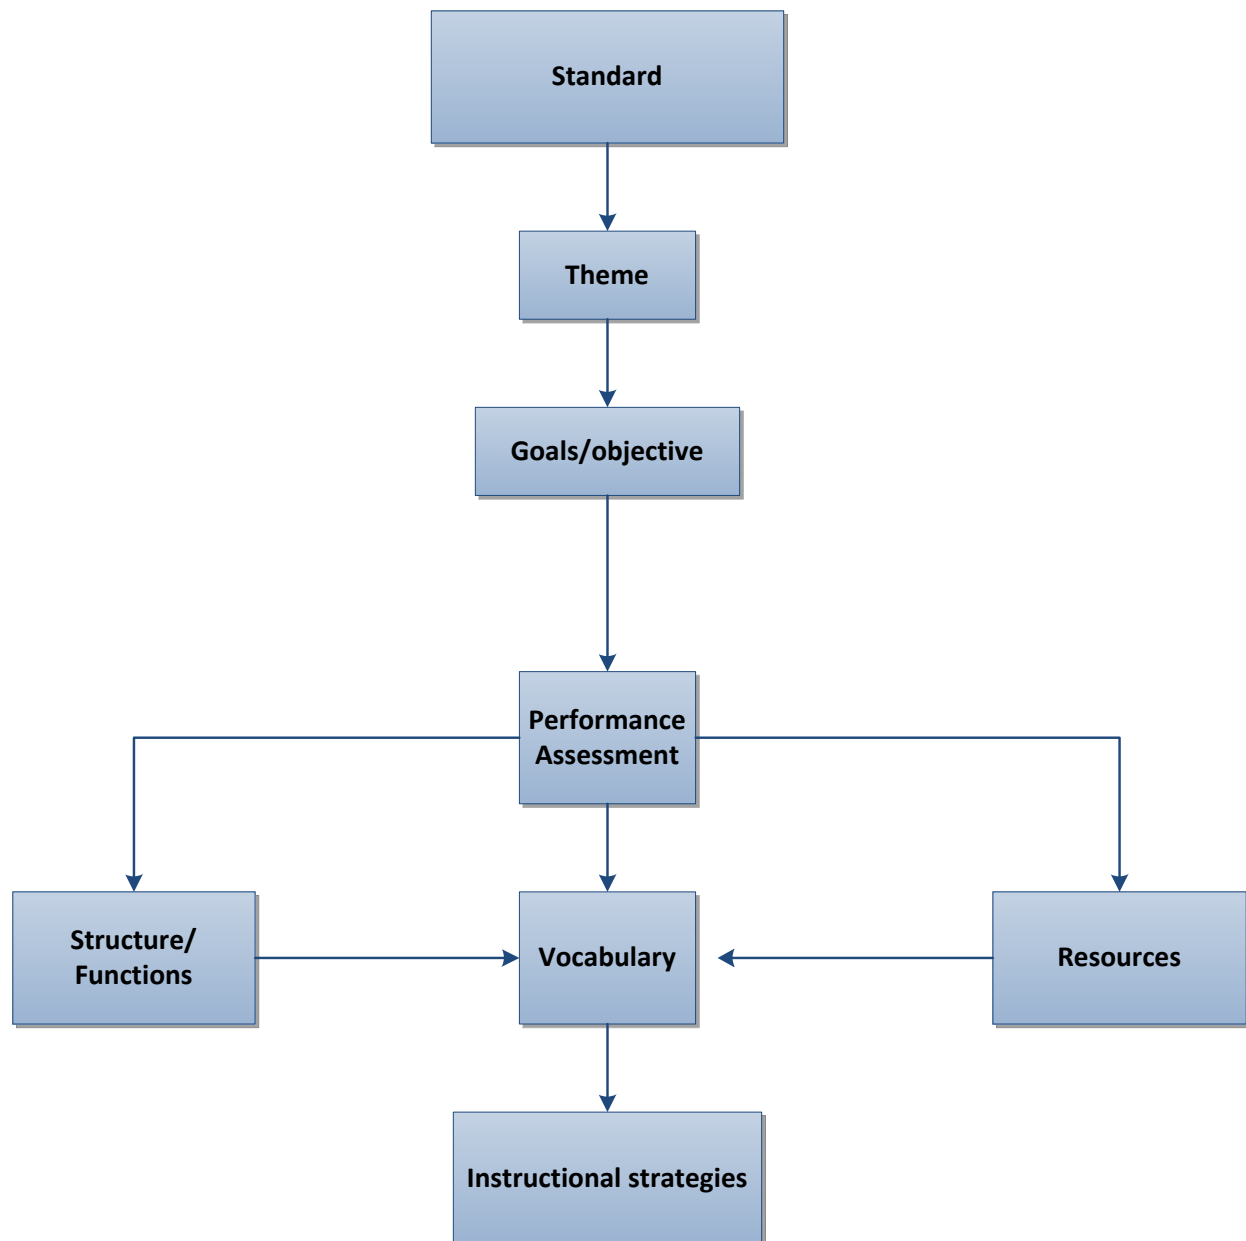 Standard
Theme
Goals/objective
Performance
Assessment
Structure/
Functions
Vocabulary
Resources
Instructional strategies